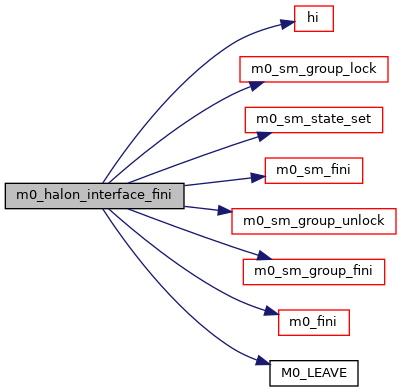 hi
m0_sm_group_lock
m0_sm_state_set
m0_sm_fini
m0_halon_interface_fini
m0_sm_group_unlock
m0_sm_group_fini
m0_fini
M0_LEAVE